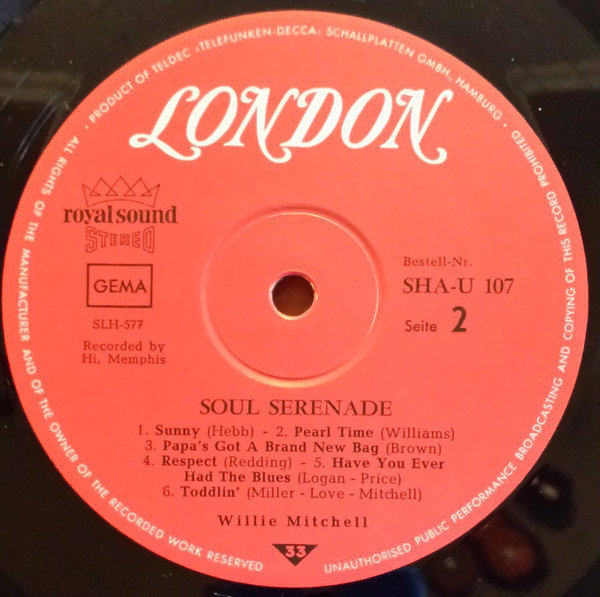 · PRODUCT OF TELDEC »TELEFUNKEN-DECCA« SCHALLPLATTEN GMBH, HAMBURG ·
LONDON
royal sound
STEREO
GEMA
SLH-577
Recorded by
Hi, Memphis
Bestell-Nr.
SHA-U 107
Seite 2
SOUL SERENADE
1. Sunny (Hebb) - 2. Pearl Time (Williams)
3. Papa's Got A Brand New Bag (Brown)
4. Respect (Redding) - 5. Have You Ever
Had The Blues (Logan - Price)
6. Toddlin' (Miller - Love - Mitchell)
Willie Mitchell
33
ALL RIGHTS OF THE MANUFACTURER AND OF THE OWNER OF THE RECORDED WORK RESERVED
UNAUTHORISED PUBLIC PERFORMANCE BROADCASTING AND COPYING OF THIS RECORD PROHIBITED